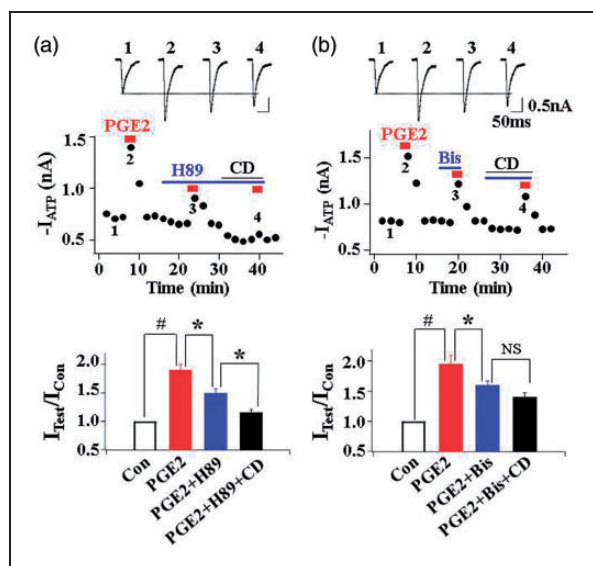 (a)
1 2 3 4
PGE2
H89
CD
2
1
3
4
-I_ATP (nA)
1.5
1.0
0.5
0 10 20 30 40
Time (min)
# * *
I_Test/I_Con
2.0
1.5
1.0
0.5
Con
PGE2
PGE2+H89
PGE2+H89+CD
(b)
1 2 3 4
0.5nA
50ms
PGE2
Bis
CD
2
1
3
4
-I_ATP (nA)
1.5
1.0
0.5
0 10 20 30 40
Time (min)
# * NS
I_Test/I_Con
2.0
1.5
1.0
0.5
Con
PGE2
PGE2+Bis
PGE2+Bis+CD